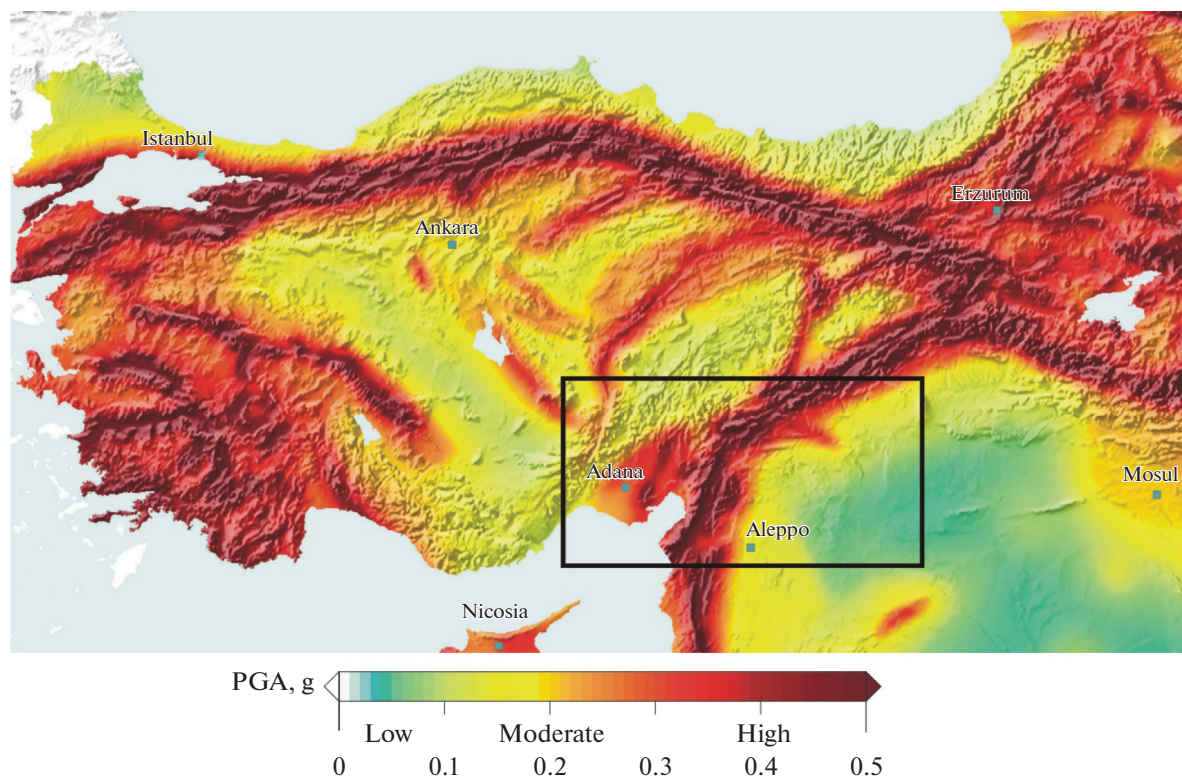 Istanbul
Erzurum
Ankara
Adana
Mosul
Aleppo
Nicosia
PGA, g
Low Moderate High
0 0.1 0.2 0.3 0.4 0.5